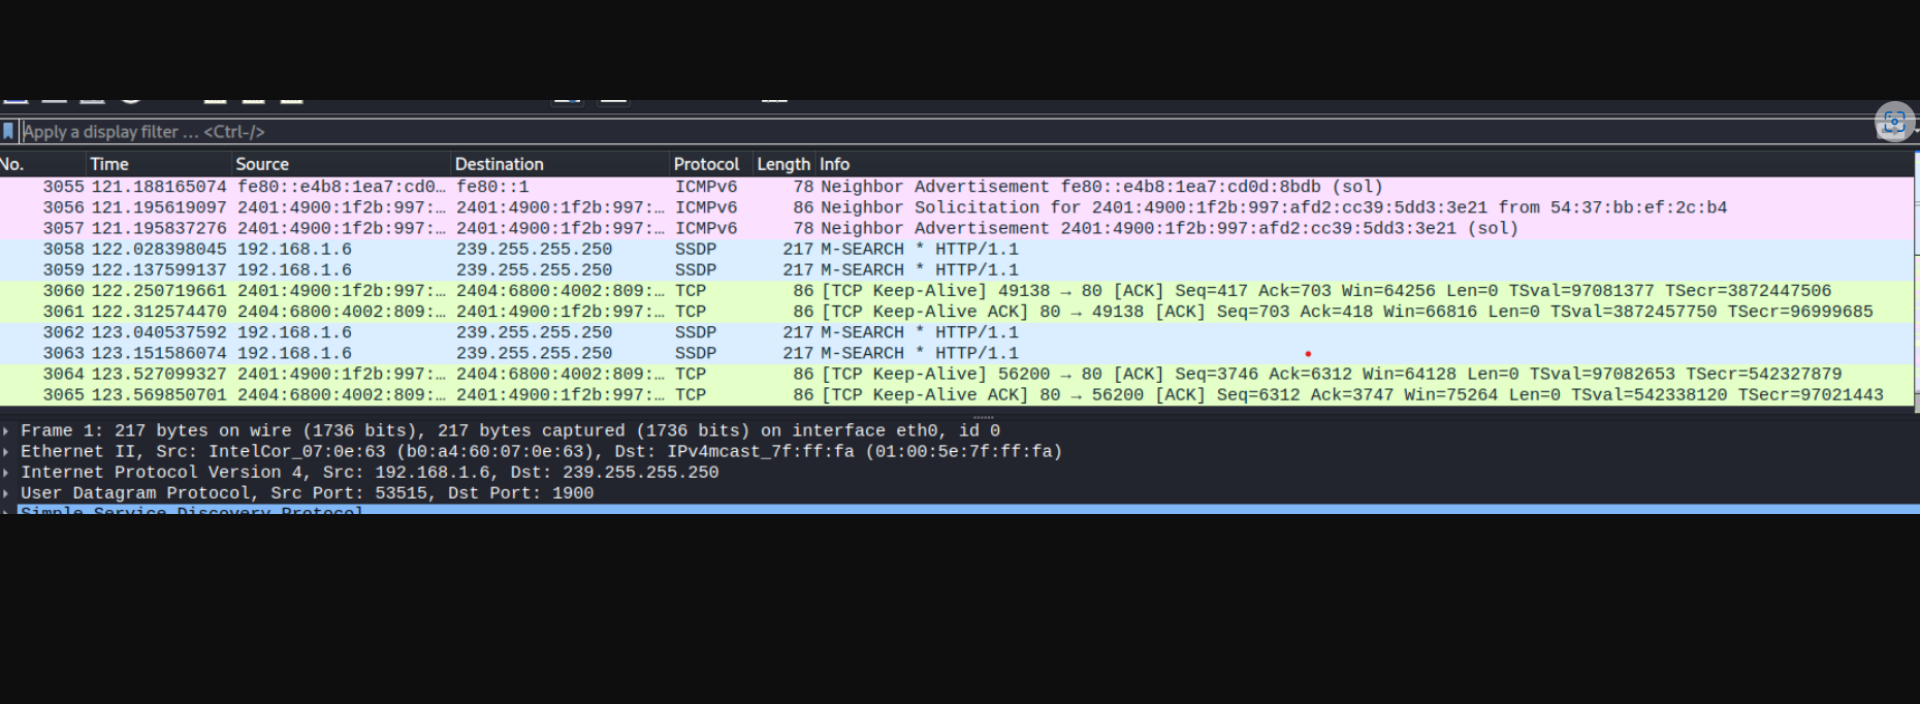 Apply a display filter … <Ctrl-/>
No. Time Source Destination Protocol Length Info
3055 121.188165074 fe80::e4b8:1ea7:cd0… fe80::1 ICMPv6 78 Neighbor Advertisement fe80::e4b8:1ea7:cd0d:8bdb (sol)
3056 121.195619097 2401:4900:1f2b:997:… 2401:4900:1f2b:997:… ICMPv6 86 Neighbor Solicitation for 2401:4900:1f2b:997:afd2:cc39:5dd3:3e21 from 54:37:bb:ef:2c:b4
3057 121.195837276 2401:4900:1f2b:997:… 2401:4900:1f2b:997:… ICMPv6 78 Neighbor Advertisement 2401:4900:1f2b:997:afd2:cc39:5dd3:3e21 (sol)
3058 122.028398045 192.168.1.6 239.255.255.250 SSDP 217 M-SEARCH * HTTP/1.1
3059 122.137599137 192.168.1.6 239.255.255.250 SSDP 217 M-SEARCH * HTTP/1.1
3060 122.250719661 2401:4900:1f2b:997:… 2404:6800:4002:809:… TCP 86 [TCP Keep-Alive] 49138 → 80 [ACK] Seq=417 Ack=703 Win=64256 Len=0 TSval=97081377 TSecr=3872447506
3061 122.312574470 2404:6800:4002:809:… 2401:4900:1f2b:997:… TCP 86 [TCP Keep-Alive ACK] 80 → 49138 [ACK] Seq=703 Ack=418 Win=66816 Len=0 TSval=3872457750 TSecr=96999685
3062 123.040537592 192.168.1.6 239.255.255.250 SSDP 217 M-SEARCH * HTTP/1.1
3063 123.151586074 192.168.1.6 239.255.255.250 SSDP 217 M-SEARCH * HTTP/1.1
3064 123.527099327 2401:4900:1f2b:997:… 2404:6800:4002:809:… TCP 86 [TCP Keep-Alive] 56200 → 80 [ACK] Seq=3746 Ack=6312 Win=64128 Len=0 TSval=97082653 TSecr=542327879
3065 123.569850701 2404:6800:4002:809:… 2401:4900:1f2b:997:… TCP 86 [TCP Keep-Alive ACK] 80 → 56200 [ACK] Seq=6312 Ack=3747 Win=75264 Len=0 TSval=542338120 TSecr=97021443
Frame 1: 217 bytes on wire (1736 bits), 217 bytes captured (1736 bits) on interface eth0, id 0
Ethernet II, Src: IntelCor_07:0e:63 (b0:a4:60:07:0e:63), Dst: IPv4mcast_7f:ff:fa (01:00:5e:7f:ff:fa)
Internet Protocol Version 4, Src: 192.168.1.6, Dst: 239.255.255.250
User Datagram Protocol, Src Port: 53515, Dst Port: 1900
Simple Service Discovery Protocol